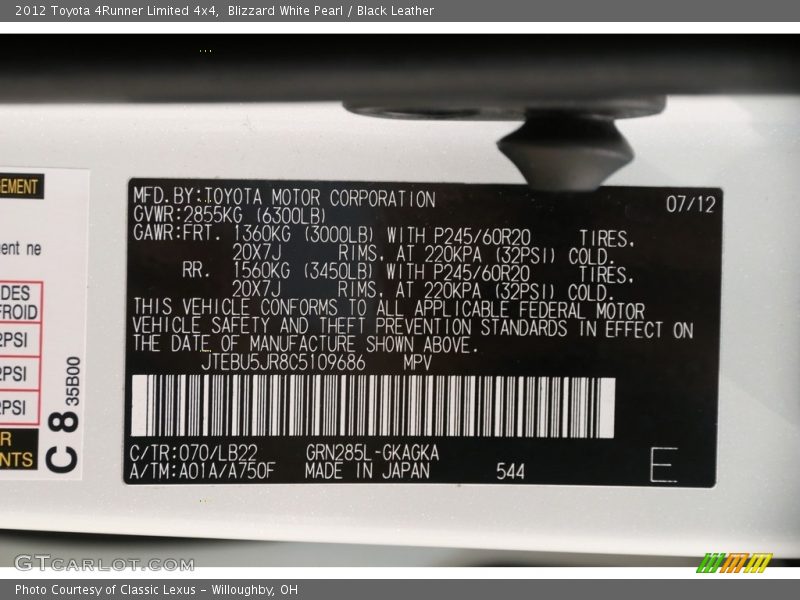 2012 Toyota 4Runner Limited 4x4, Blizzard White Pearl / Black Leather
MFD.BY:TOYOTA MOTOR CORPORATION 07/12
GVWR:2855KG (6300LB)
GAWR:FRT. 1360KG (3000LB) WITH P245/60R20 TIRES,
20X7J RIMS, AT 220KPA (32PSI) COLD.
RR. 1560KG (3450LB) WITH P245/60R20 TIRES,
20X7J RIMS, AT 220KPA (32PSI) COLD.
THIS VEHICLE CONFORMS TO ALL APPLICABLE FEDERAL MOTOR
VEHICLE SAFETY AND THEFT PREVENTION STANDARDS IN EFFECT ON
THE DATE OF MANUFACTURE SHOWN ABOVE.
JTEBU5JR8C5109686 MPV
C/TR:070/LB22 GRN285L-GKAGKA
A/TM:A01A/A750F MADE IN JAPAN 544 E
EMENT
ent ne
DES
FROID
2PSI
2PSI
PSI
R
NTS
C 8 35B00
GTCARLOT.COM
Photo Courtesy of Classic Lexus - Willoughby, OH